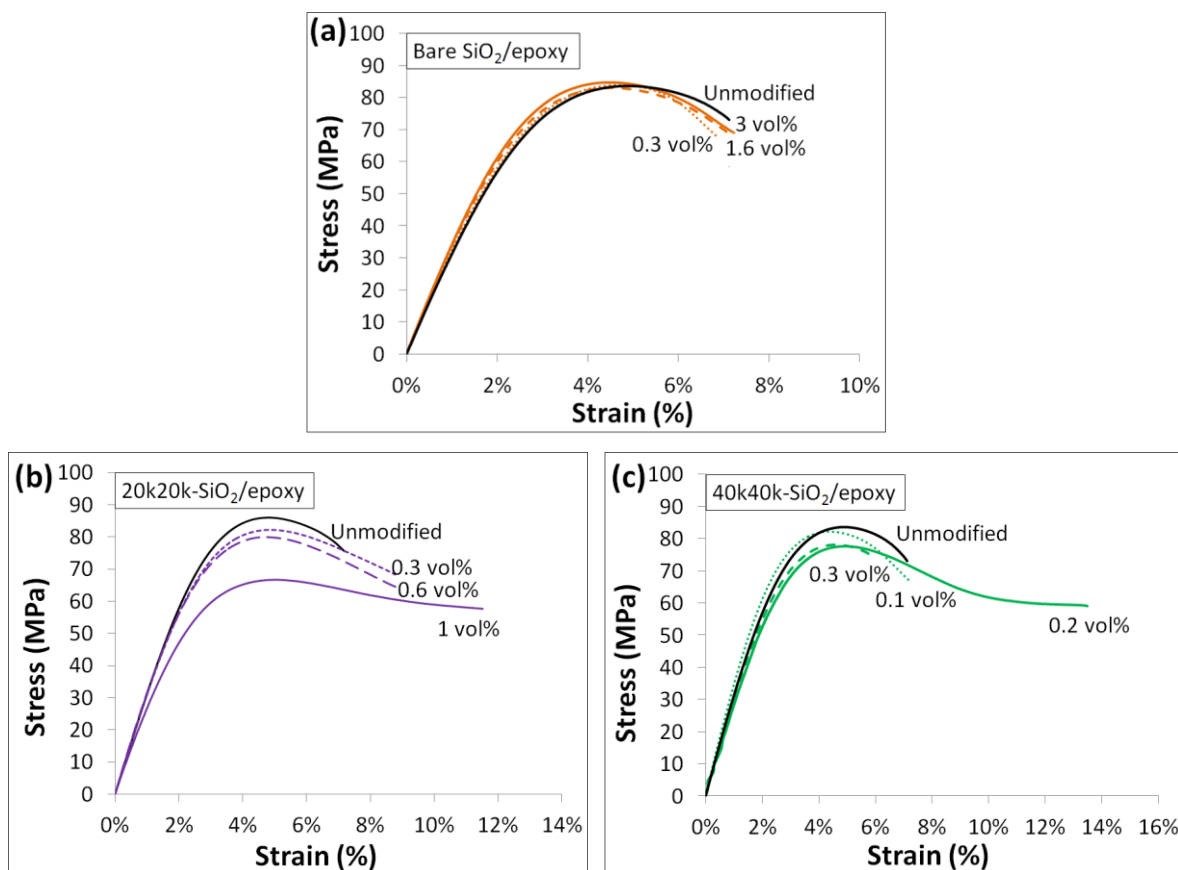 (a)
Bare SiO₂/epoxy
Stress (MPa)
100
90
80
70
60
50
40
30
20
10
0
Unmodified
3 vol%
0.3 vol%
1.6 vol%
0% 2% 4% 6% 8% 10%
Strain (%)
(b)
20k20k-SiO₂/epoxy
Stress (MPa)
100
90
80
70
60
50
40
30
20
10
0
Unmodified
0.3 vol%
0.6 vol%
1 vol%
0% 2% 4% 6% 8% 10% 12% 14%
Strain (%)
(c)
40k40k-SiO₂/epoxy
Stress (MPa)
100
90
80
70
60
50
40
30
20
10
0
Unmodified
0.3 vol%
0.1 vol%
0.2 vol%
0% 2% 4% 6% 8% 10% 12% 14% 16%
Strain (%)